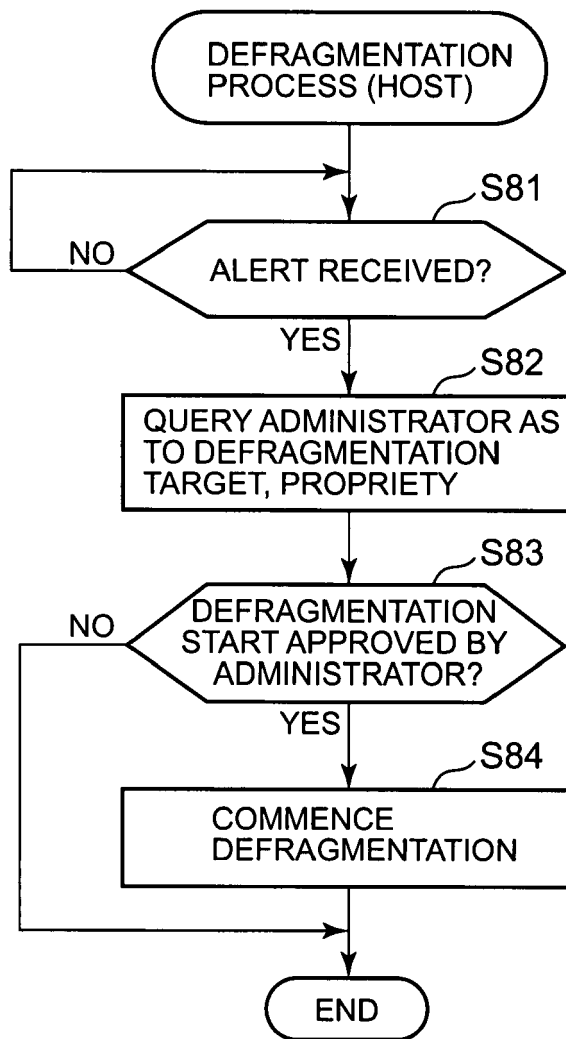 DEFRAGMENTATION
PROCESS (HOST)
S81
NO
ALERT RECEIVED?
YES
S82
QUERY ADMINISTRATOR AS
TO DEFRAGMENTATION
TARGET, PROPRIETY
S83
NO
DEFRAGMENTATION
START APPROVED BY
ADMINISTRATOR?
YES
S84
COMMENCE
DEFRAGMENTATION
END